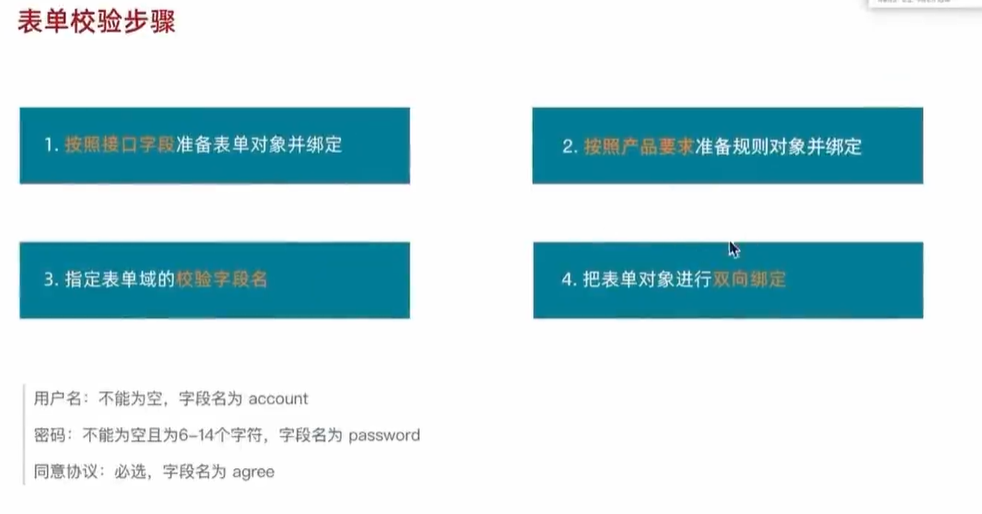 表单校验步骤
1. 按照接口字段准备表单对象并绑定
2. 按照产品要求准备规则对象并绑定
3. 指定表单域的校验字段名
4. 把表单对象进行双向绑定
用户名：不能为空，字段名为 account
密码：不能为空且为6-14个字符，字段名为 password
同意协议：必选，字段名为 agree